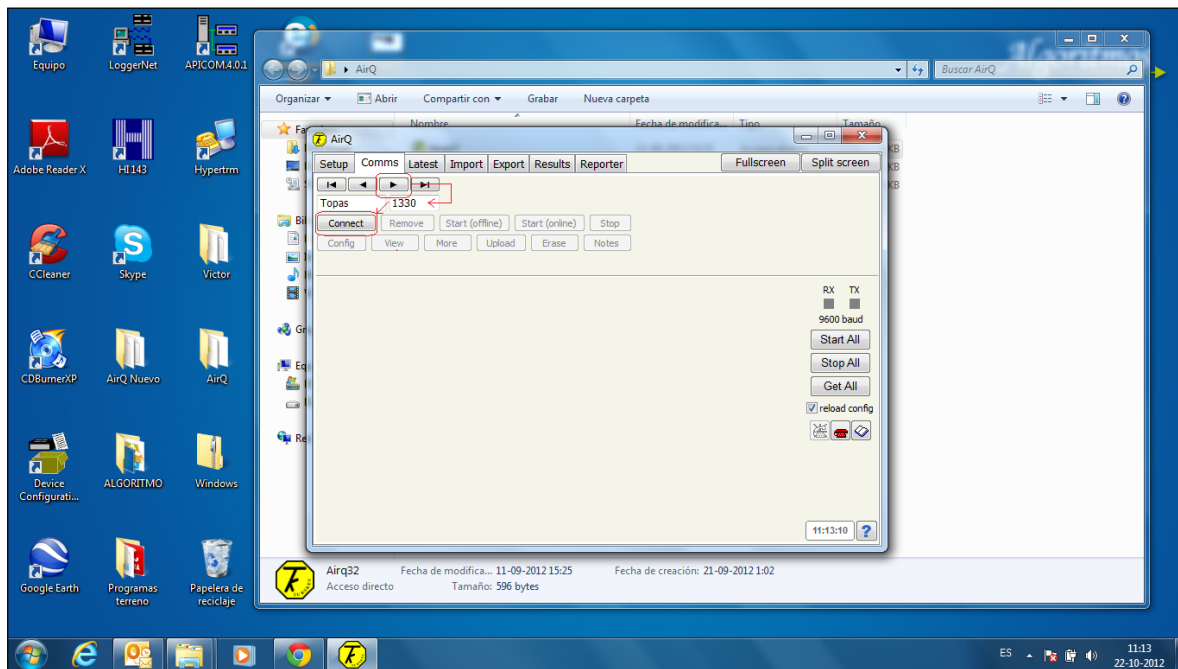 Equipo
LoggerNet
APICOM.4.0.1
Adobe Reader X
HI143
Hypertrm
CCleaner
Skype
Victor
CDBurnerXP
AirQ Nuevo
AirQ
Device Configurati...
ALGORITMO
Windows
Google Earth
Programas terreno
Papelera de reciclaje
AirQ
Buscar AirQ
Organizar
Abrir
Compartir con
Grabar
Nueva carpeta
Nombre
Fecha de modifica...
Tipo
Tamaño
KB
KB
KB
AirQ
Setup Comms Latest Import Export Results Reporter
Fullscreen Split screen
Topas 1330
Connect Remove Start (offline) Start (online) Stop
Config View More Upload Erase Notes
RX TX
9600 baud
Start All
Stop All
Get All
reload config
11:13:10 ?
Airq32 Fecha de modifica... 11-09-2012 15:25 Fecha de creación: 21-09-2012 1:02
Acceso directo Tamaño: 596 bytes
ES
11:13
22-10-2012